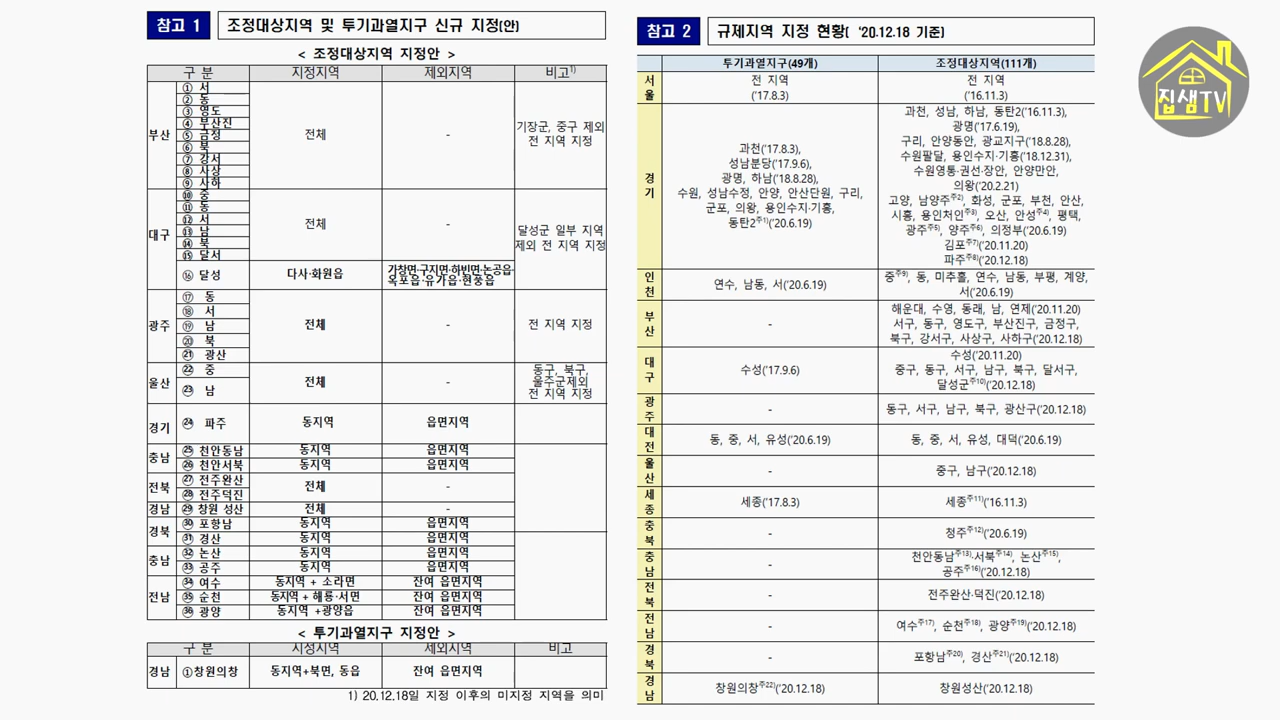 참고 1
조정대상지역 및 투기과열지구 신규 지정(안)
< 조정대상지역 지정안 >
구 분 지정지역 제외지역 비고1)
부산 전체 - 기장군, 중구 제외 전 지역 지정
① 서
② 동
③ 영도
④ 부산진
⑤ 금정
⑥ 북
⑦ 강서
⑧ 사상
⑨ 사하
대구 전체 - 달성군 일부 지역 제외 전 지역 지정
⑩ 중
⑪ 동
⑫ 서
⑬ 남
⑭ 북
⑮ 달서
⑯ 달성 다사·화원읍 가창면·구지면·하빈면·논공읍·
옥포읍·유가읍·현풍읍
광주 전체 - 전 지역 지정
⑰ 동
⑱ 서
⑲ 남
⑳ 북
㉑ 광산
울산 전체 - 동구, 북구, 울주군제외 전 지역 지정
㉒ 중
㉓ 남
경기 ㉔ 파주 동지역 읍면지역
충남 ㉕ 천안동남 동지역 읍면지역
㉖ 천안서북 동지역 읍면지역
전북 ㉗ 전주완산 전체 -
㉘ 전주덕진
경남 ㉙ 창원 성산 전체 -
경북 ㉚ 포항남 동지역 읍면지역
㉛ 경산 동지역 읍면지역
충남 ㉜ 논산 동지역 읍면지역
㉝ 공주 동지역 읍면지역
전남 ㉞ 여수 동지역 + 소라면 잔여 읍면지역
㉟ 순천 동지역 + 해룡·서면 잔여 읍면지역
㊱ 광양 동지역 +광양읍 잔여 읍면지역
< 투기과열지구 지정안 >
구 분 지정지역 제외지역 비고
경남 ①창원의창 동지역+북면, 동읍 잔여 읍면지역
1) 20.12.18일 지정 이후의 미지정 지역을 의미
참고 2
규제지역 지정 현황( ‘20.12.18 기준)
투기과열지구(49개) 조정대상지역(111개)
서울 전 지역 전 지역
(‘17.8.3) (‘16.11.3)
경기
과천(‘17.8.3),
성남분당(‘17.9.6),
광명, 하남(‘18.8.28),
수원, 성남수정, 안양, 안산단원, 구리,
군포, 의왕, 용인수지·기흥,
동탄2주1)(‘20.6.19)
과천, 성남, 하남, 동탄2(‘16.11.3),
광명(‘17.6.19),
구리, 안양동안, 광교지구(‘18.8.28),
수원팔달, 용인수지·기흥(‘18.12.31),
수원영통·권선·장안, 안양만안,
의왕(‘20.2.21)
고양, 남양주주2), 화성, 군포, 부천, 안산,
시흥, 용인처인주3), 오산, 안성주4), 평택,
광주주5), 양주주6), 의정부(‘20.6.19)
김포주7)(‘20.11.20)
파주주8)(‘20.12.18)
인천 연수, 남동, 서(‘20.6.19) 중주9), 동, 미추홀, 연수, 남동, 부평, 계양,
서(‘20.6.19)
부산 - 해운대, 수영, 동래, 남, 연제(‘20.11.20)
서구, 동구, 영도구, 부산진구, 금정구,
북구, 강서구, 사상구, 사하구(‘20.12.18)
대구 수성(‘17.9.6) 수성(‘20.11.20)
중구, 동구, 서구, 남구, 북구, 달서구,
달성군주10)(‘20.12.18)
광주 - 동구, 서구, 남구, 북구, 광산구(‘20.12.18)
대전 동, 중, 서, 유성(‘20.6.19) 동, 중, 서, 유성, 대덕(‘20.6.19)
울산 - 중구, 남구(‘20.12.18)
세종 세종(‘17.8.3) 세종주11)(‘16.11.3)
충북 - 청주주12)(‘20.6.19)
충남 - 천안동남주13)·서북주14), 논산주15),
공주주16)(‘20.12.18)
전북 - 전주완산·덕진(‘20.12.18)
전남 - 여수주17), 순천주18), 광양주19)(‘20.12.18)
경북 - 포항남주20), 경산주21)(‘20.12.18)
경남 창원의창주22)(‘20.12.18) 창원성산(‘20.12.18)
집샘TV